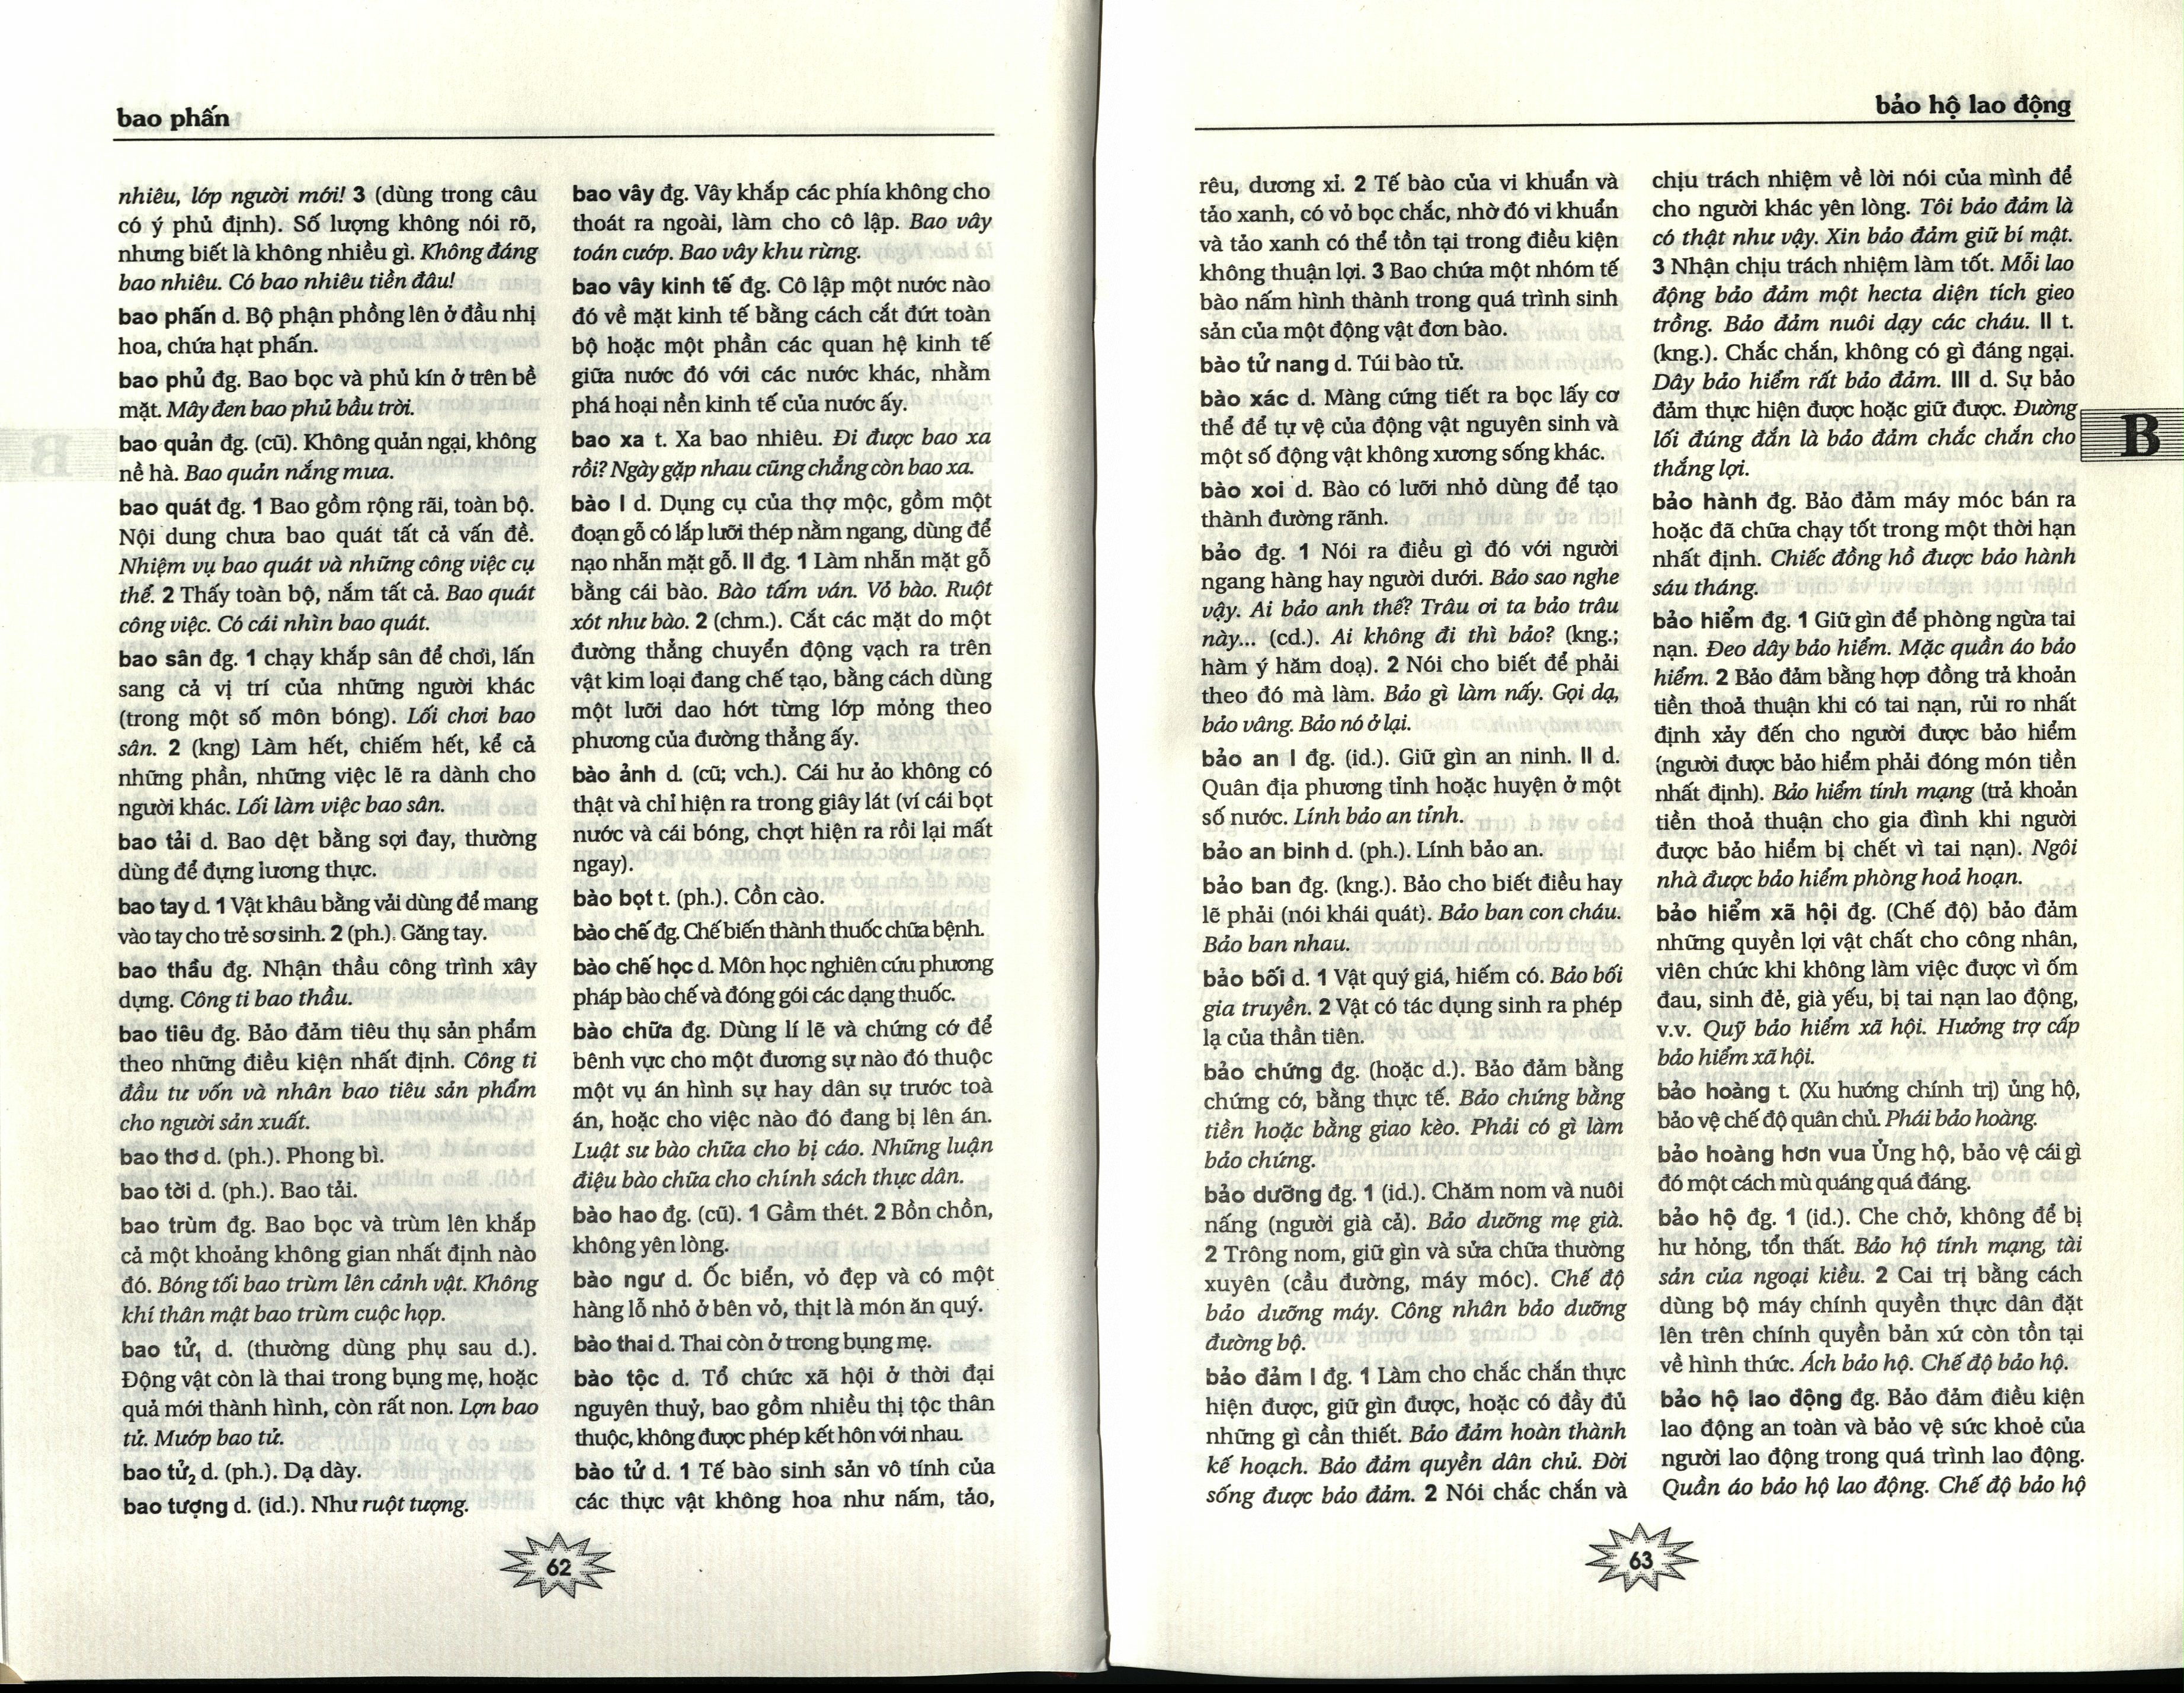 bao phấn
nhiêu, lớp người mới! 3 (dùng trong câu
có ý phủ định). Số lượng không nói rõ,
nhưng biết là không nhiều gì. Không đáng
bao nhiêu. Có bao nhiêu tiền đâu!
bao phấn d. Bộ phận phồng lên ở đầu nhị
hoa, chứa hạt phấn.
bao phủ đg. Bao bọc và phủ kín ở trên bề
mặt. Mây đen bao phủ bầu trời.
bao quản đg. (cũ). Không quản ngại, không
nề hà. Bao quản nắng mưa.
bao quát đg. 1 Bao gồm rộng rãi, toàn bộ.
Nội dung chưa bao quát tất cả vấn đề.
Nhiệm vụ bao quát và những công việc cụ
thể. 2 Thấy toàn bộ, nắm tất cả. Bao quát
công việc. Có cái nhìn bao quát.
bao sân đg. 1 chạy khắp sân để chơi, lấn
sang cả vị trí của những người khác
(trong một số môn bóng). Lối chơi bao
sân. 2 (kng) Làm hết, chiếm hết, kể cả
những phần, những việc lẽ ra dành cho
người khác. Lối làm việc bao sân.
bao tải d. Bao dệt bằng sợi đay, thường
dùng để đựng lương thực.
bao tay d. 1 Vật khâu bằng vải dùng để mang
vào tay cho trẻ sơ sinh. 2 (ph.). Găng tay.
bao thầu đg. Nhận thầu công trình xây
dựng. Công ti bao thầu.
bao tiêu đg. Bảo đảm tiêu thụ sản phẩm
theo những điều kiện nhất định. Công ti
đầu tư vốn và nhân bao tiêu sản phẩm
cho người sản xuất.
bao thơ d. (ph.). Phong bì.
bao tời d. (ph.). Bao tải.
bao trùm đg. Bao bọc và trùm lên khắp
cả một khoảng không gian nhất định nào
đó. Bóng tối bao trùm lên cảnh vật. Không
khí thân mật bao trùm cuộc họp.
bao tử₁ d. (thường dùng phụ sau d.).
Động vật còn là thai trong bụng mẹ, hoặc
quả mới thành hình, còn rất non. Lợn bao
tử. Mướp bao tử.
bao tử₂ d. (ph.). Dạ dày.
bao tượng d. (id.). Như ruột tượng.
bao vây đg. Vây khắp các phía không cho
thoát ra ngoài, làm cho cô lập. Bao vây
toán cướp. Bao vây khu rừng.
bao vây kinh tế đg. Cô lập một nước nào
đó về mặt kinh tế bằng cách cắt đứt toàn
bộ hoặc một phần các quan hệ kinh tế
giữa nước đó với các nước khác, nhằm
phá hoại nền kinh tế của nước ấy.
bao xa t. Xa bao nhiêu. Đi được bao xa
rồi? Ngày gặp nhau cũng chẳng còn bao xa.
bào I d. Dụng cụ của thợ mộc, gồm một
đoạn gỗ có lắp lưỡi thép nằm ngang, dùng để
nạo nhẵn mặt gỗ. II đg. 1 Làm nhẵn mặt gỗ
bằng cái bào. Bào tấm ván. Vỏ bào. Ruột
xót như bào. 2 (chm.). Cắt các mặt do một
đường thẳng chuyển động vạch ra trên
vật kim loại đang chế tạo, bằng cách dùng
một lưỡi dao hớt từng lớp mỏng theo
phương của đường thẳng ấy.
bào ảnh d. (cũ; vch.). Cái hư ảo không có
thật và chỉ hiện ra trong giây lát (ví cái bọt
nước và cái bóng, chợt hiện ra rồi lại mất
ngay).
bào bọt t. (ph.). Cồn cào.
bào chế đg. Chế biến thành thuốc chữa bệnh.
bào chế học d. Môn học nghiên cứu phương
pháp bào chế và đóng gói các dạng thuốc.
bào chữa đg. Dùng lí lẽ và chứng cớ để
bênh vực cho một đương sự nào đó thuộc
một vụ án hình sự hay dân sự trước toà
án, hoặc cho việc nào đó đang bị lên án.
Luật sư bào chữa cho bị cáo. Những luận
điệu bào chữa cho chính sách thực dân.
bào hao đg. (cũ). 1 Gầm thét. 2 Bồn chồn,
không yên lòng.
bào ngư d. Ốc biển, vỏ đẹp và có một
hàng lỗ nhỏ ở bên vỏ, thịt là món ăn quý.
bào thai d. Thai còn ở trong bụng mẹ.
bào tộc d. Tổ chức xã hội ở thời đại
nguyên thuỷ, bao gồm nhiều thị tộc thân
thuộc, không được phép kết hôn với nhau.
bào tử d. 1 Tế bào sinh sản vô tính của
các thực vật không hoa như nấm, tảo,
62
bảo hộ lao động
rêu, dương xỉ. 2 Tế bào của vi khuẩn và
tảo xanh, có vỏ bọc chắc, nhờ đó vi khuẩn
và tảo xanh có thể tồn tại trong điều kiện
không thuận lợi. 3 Bao chứa một nhóm tế
bào nấm hình thành trong quá trình sinh
sản của một động vật đơn bào.
bào tử nang d. Túi bào tử.
bào xác d. Màng cứng tiết ra bọc lấy cơ
thể để tự vệ của động vật nguyên sinh và
một số động vật không xương sống khác.
bào xoi d. Bào có lưỡi nhỏ dùng để tạo
thành đường rãnh.
bảo đg. 1 Nói ra điều gì đó với người
ngang hàng hay người dưới. Bảo sao nghe
vậy. Ai bảo anh thế? Trâu ơi ta bảo trâu
này... (cd.). Ai không đi thì bảo? (kng.;
hàm ý hăm doạ). 2 Nói cho biết để phải
theo đó mà làm. Bảo gì làm nấy. Gọi dạ,
bảo vâng. Bảo nó ở lại.
bảo an I đg. (id.). Giữ gìn an ninh. II d.
Quân địa phương tỉnh hoặc huyện ở một
số nước. Lính bảo an tỉnh.
bảo an binh d. (ph.). Lính bảo an.
bảo ban đg. (kng.). Bảo cho biết điều hay
lẽ phải (nói khái quát). Bảo ban con cháu.
Bảo ban nhau.
bảo bối d. 1 Vật quý giá, hiếm có. Bảo bối
gia truyền. 2 Vật có tác dụng sinh ra phép
lạ của thần tiên.
bảo chứng đg. (hoặc d.). Bảo đảm bằng
chứng cớ, bằng thực tế. Bảo chứng bằng
tiền hoặc bằng giao kèo. Phải có gì làm
bảo chứng.
bảo dưỡng đg. 1 (id.). Chăm nom và nuôi
nấng (người già cả). Bảo dưỡng mẹ già.
2 Trông nom, giữ gìn và sửa chữa thường
xuyên (cầu đường, máy móc). Chế độ
bảo dưỡng máy. Công nhân bảo dưỡng
đường bộ.
bảo đảm I đg. 1 Làm cho chắc chắn thực
hiện được, giữ gìn được, hoặc có đầy đủ
những gì cần thiết. Bảo đảm hoàn thành
kế hoạch. Bảo đảm quyền dân chủ. Đời
sống được bảo đảm. 2 Nói chắc chắn và
chịu trách nhiệm về lời nói của mình để
cho người khác yên lòng. Tôi bảo đảm là
có thật như vậy. Xin bảo đảm giữ bí mật.
3 Nhận chịu trách nhiệm làm tốt. Mỗi lao
động bảo đảm một hecta diện tích gieo
trồng. Bảo đảm nuôi dạy các cháu. II t.
(kng.). Chắc chắn, không có gì đáng ngại.
Dây bảo hiểm rất bảo đảm. III d. Sự bảo
đảm thực hiện được hoặc giữ được. Đường
lối đúng đắn là bảo đảm chắc chắn cho
thắng lợi.
bảo hành đg. Bảo đảm máy móc bán ra
hoặc đã chữa chạy tốt trong một thời hạn
nhất định. Chiếc đồng hồ được bảo hành
sáu tháng.
bảo hiểm đg. 1 Giữ gìn để phòng ngừa tai
nạn. Đeo dây bảo hiểm. Mặc quần áo bảo
hiểm. 2 Bảo đảm bằng hợp đồng trả khoản
tiền thoả thuận khi có tai nạn, rủi ro nhất
định xảy đến cho người được bảo hiểm
(người được bảo hiểm phải đóng món tiền
nhất định). Bảo hiểm tính mạng (trả khoản
tiền thoả thuận cho gia đình khi người
được bảo hiểm bị chết vì tai nạn). Ngôi
nhà được bảo hiểm phòng hoả hoạn.
bảo hiểm xã hội đg. (Chế độ) bảo đảm
những quyền lợi vật chất cho công nhân,
viên chức khi không làm việc được vì ốm
đau, sinh đẻ, già yếu, bị tai nạn lao động,
v.v. Quỹ bảo hiểm xã hội. Hưởng trợ cấp
bảo hiểm xã hội.
bảo hoàng t. (Xu hướng chính trị) ủng hộ,
bảo vệ chế độ quân chủ. Phái bảo hoàng.
bảo hoàng hơn vua Ủng hộ, bảo vệ cái gì
đó một cách mù quáng quá đáng.
bảo hộ đg. 1 (id.). Che chở, không để bị
hư hỏng, tổn thất. Bảo hộ tính mạng, tài
sản của ngoại kiều. 2 Cai trị bằng cách
dùng bộ máy chính quyền thực dân đặt
lên trên chính quyền bản xứ còn tồn tại
về hình thức. Ách bảo hộ. Chế độ bảo hộ.
bảo hộ lao động đg. Bảo đảm điều kiện
lao động an toàn và bảo vệ sức khoẻ của
người lao động trong quá trình lao động.
Quần áo bảo hộ lao động. Chế độ bảo hộ
B
63